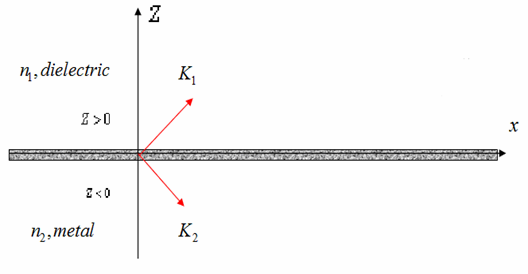 Z
n₁, dielectric
K₁
Z>0
x
Z<0
n₂, metal
K₂